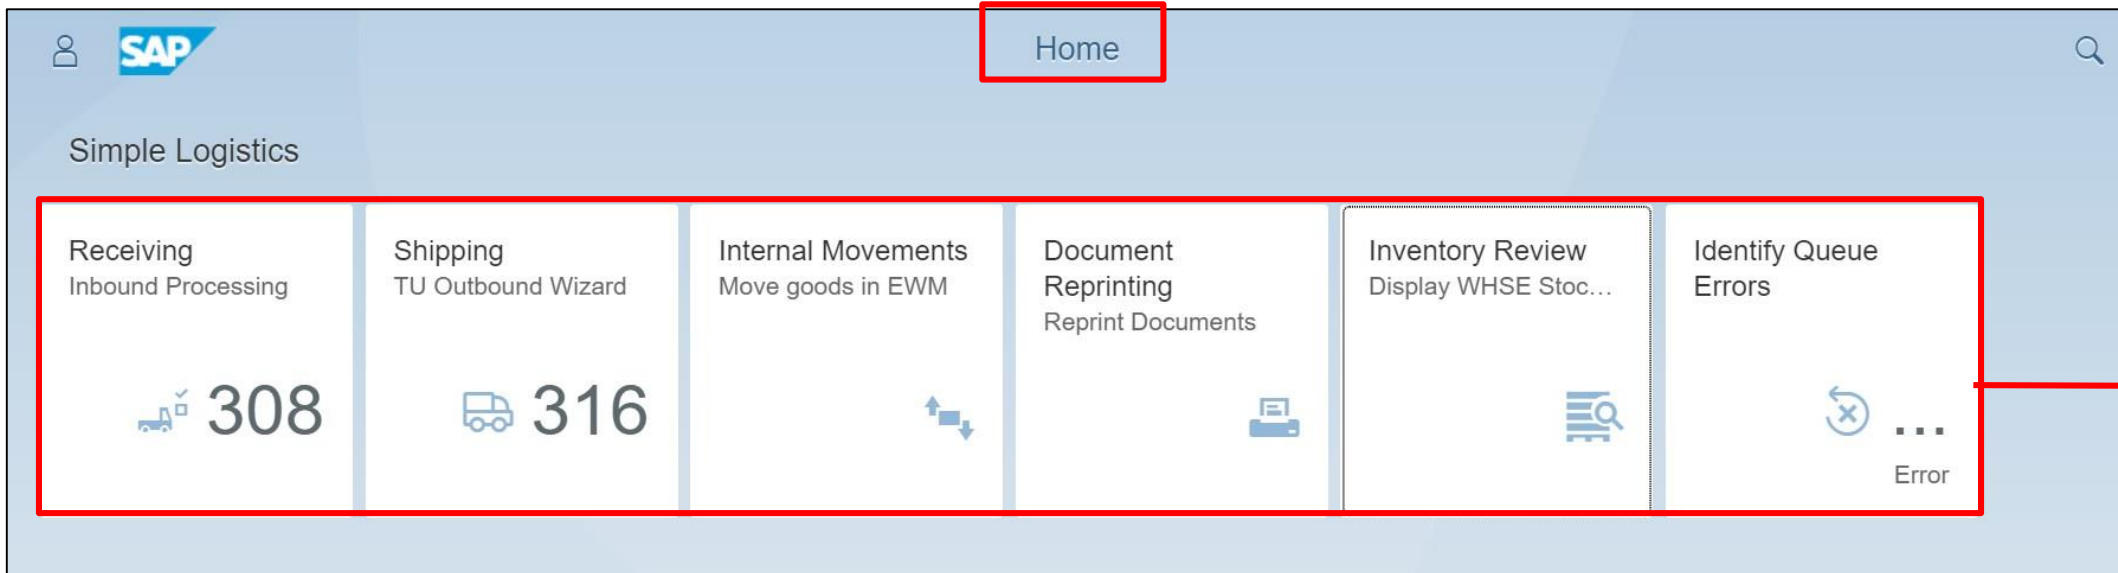 SAP
Home
Simple Logistics
Receiving
Inbound Processing
308
Shipping
TU Outbound Wizard
316
Internal Movements
Move goods in EWM
Document
Reprinting
Reprint Documents
Inventory Review
Display WHSE Stoc...
Identify Queue
Errors
...
Error